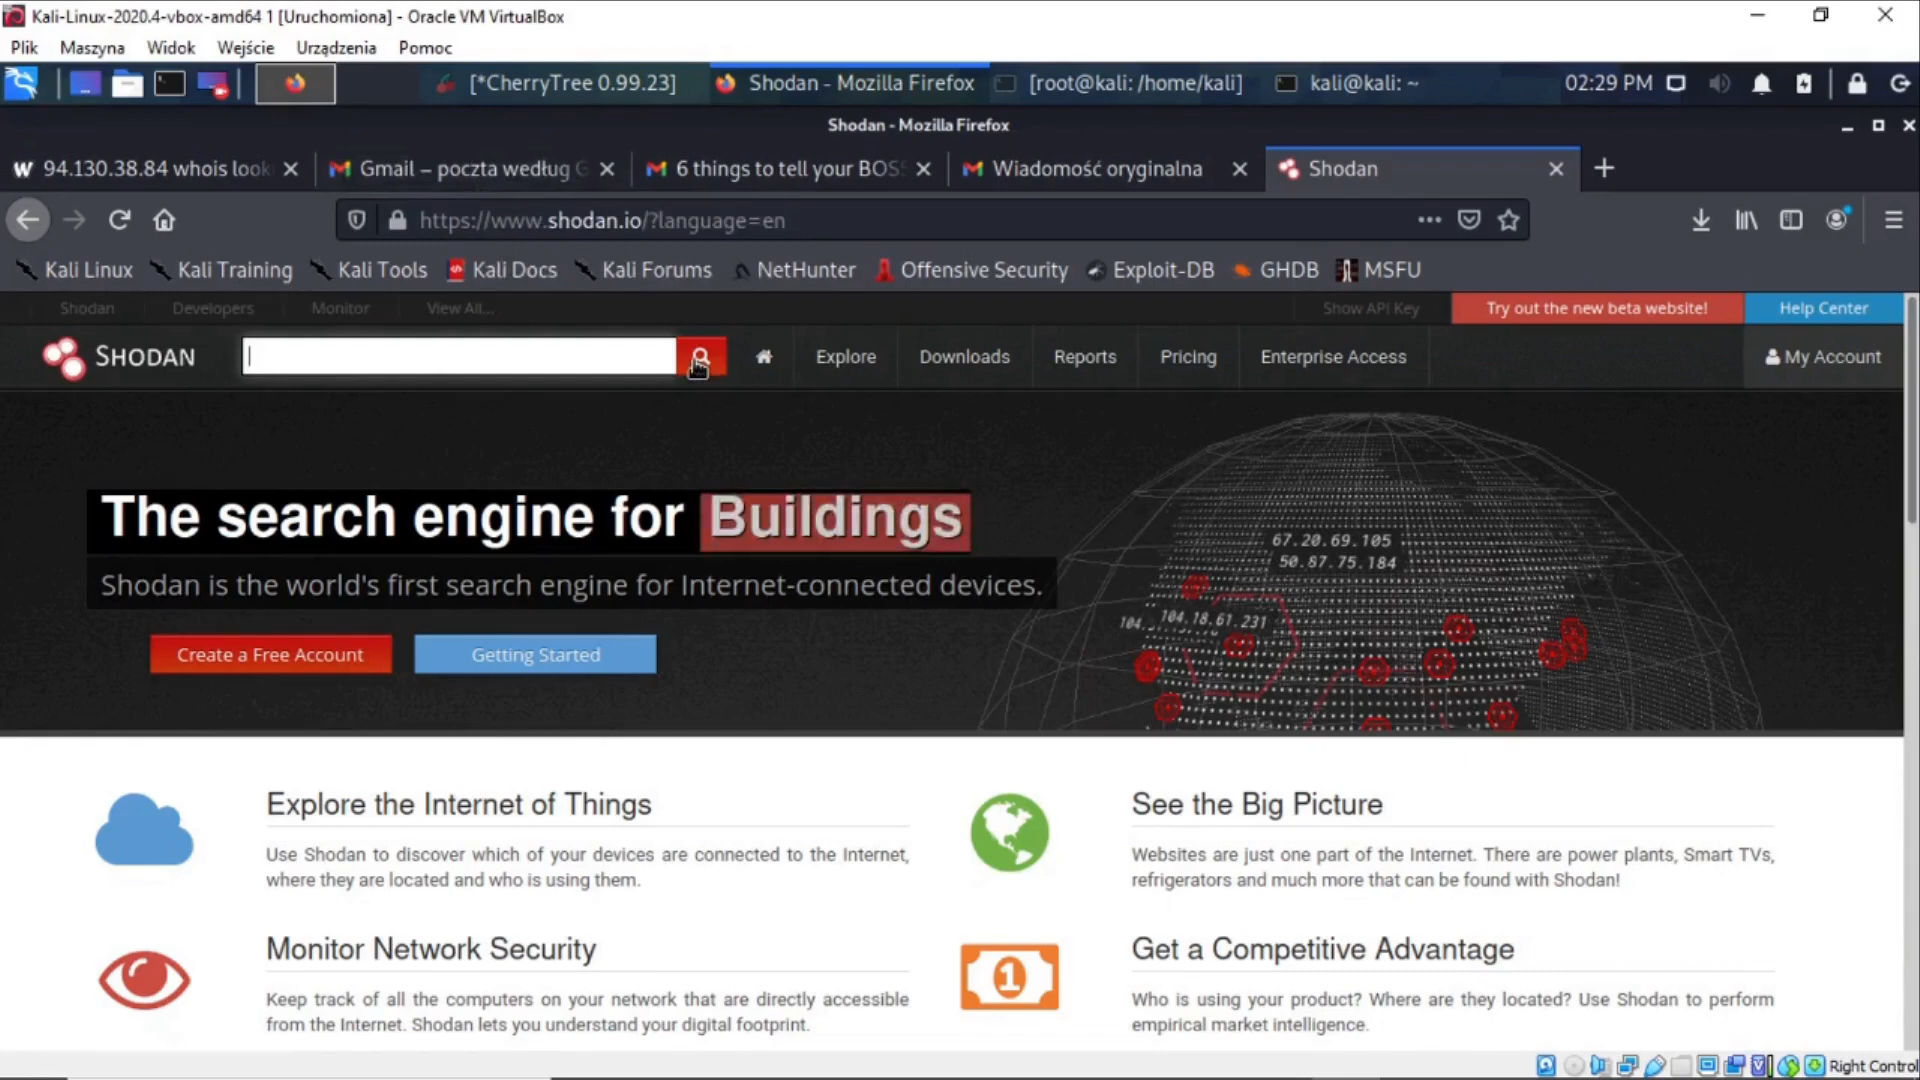 Kali-Linux-2020.4-vbox-amd64 1 [Uruchomiona] - Oracle VM VirtualBox
Plik Maszyna Widok Wejście Urządzenia Pomoc
[*CherryTree 0.99.23] Shodan - Mozilla Firefox [root@kali: /home/kali] kali@kali: ~ 02:29 PM
Shodan - Mozilla Firefox
94.130.38.84 whois look Gmail – poczta według G 6 things to tell your BOSS Wiadomość oryginalna Shodan
https://www.shodan.io/?language=en
Kali Linux Kali Training Kali Tools Kali Docs Kali Forums NetHunter Offensive Security Exploit-DB GHDB MSFU
Shodan Developers Monitor View All... Show API Key Try out the new beta website! Help Center
SHODAN Explore Downloads Reports Pricing Enterprise Access My Account
The search engine for Buildings
Shodan is the world's first search engine for Internet-connected devices.
Create a Free Account Getting Started
67.20.69.105
50.87.75.184
104.18.61.231
Explore the Internet of Things
Use Shodan to discover which of your devices are connected to the Internet,
where they are located and who is using them.
See the Big Picture
Websites are just one part of the Internet. There are power plants, Smart TVs,
refrigerators and much more that can be found with Shodan!
Monitor Network Security
Keep track of all the computers on your network that are directly accessible
from the Internet. Shodan lets you understand your digital footprint.
Get a Competitive Advantage
Who is using your product? Where are they located? Use Shodan to perform
empirical market intelligence.
Right Control